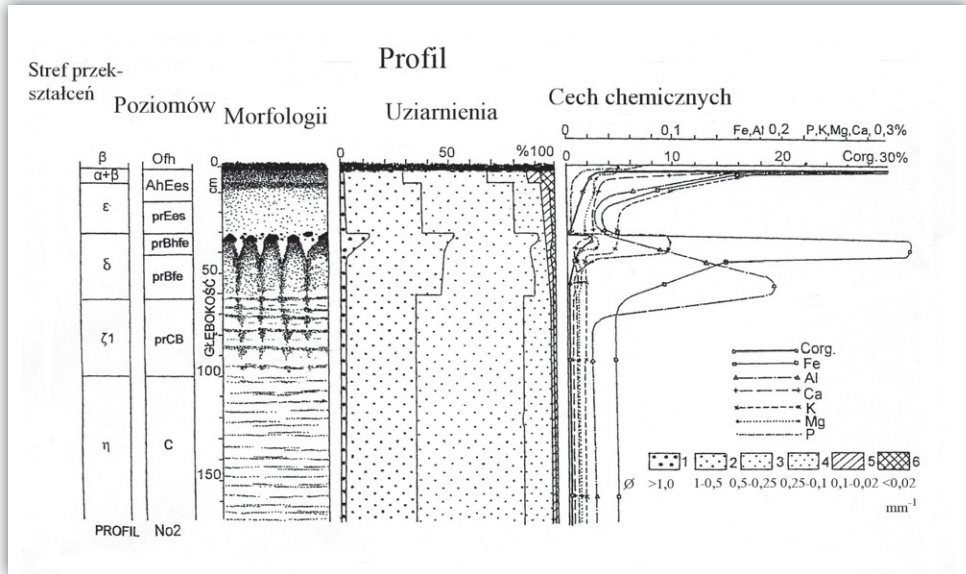 Profil
Stref przek-
ształceń
Poziomów
Morfologii
Uziarnienia
Cech chemicznych
0 0,1 Fe,Al 0,2 P,K,Mg,Ca, 0,3%
0 50 %100
0 10 20 Corg.30%
β
α+β
ε
δ
ζ1
η
Ofh
AhEes
prEes
prBhfe
prBfe
prCB
C
0
cm
50
GŁĘBOKOŚĆ
100
150
Corg.
Fe
Al
Ca
K
Mg
P
1 2 3 4 5 6
Ø >1,0 1-0,5 0,5-0,25 0,25-0,1 0,1-0,02 <0,02
mm-1
PROFIL No2